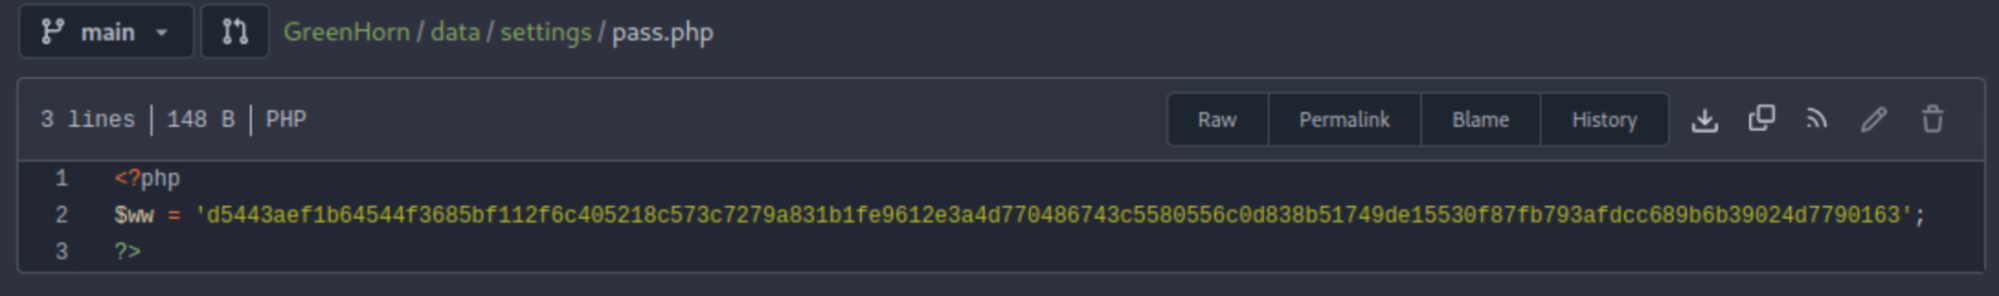 main GreenHorn / data / settings / pass.php
3 lines | 148 B | PHP Raw Permalink Blame History
1 <?php
2 $ww = 'd5443aef1b64544f3685bf112f6c405218c573c7279a831b1fe9612e3a4d770486743c5580556c0d838b51749de15530f87fb793afdcc689b6b39024d7790163';
3 ?>